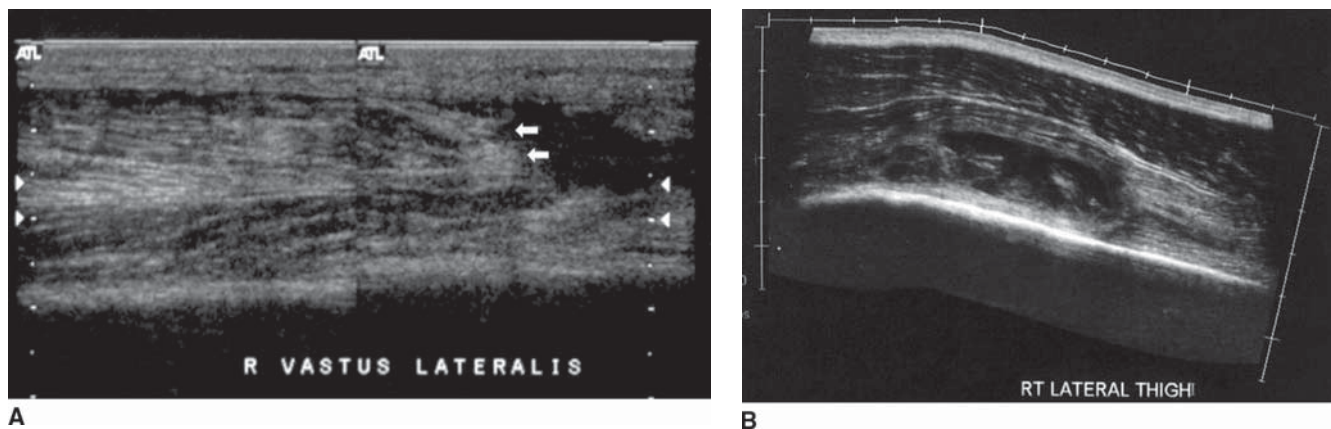 ATL ATL
R VASTUS LATERALIS
A
RT LATERAL THIGH
B